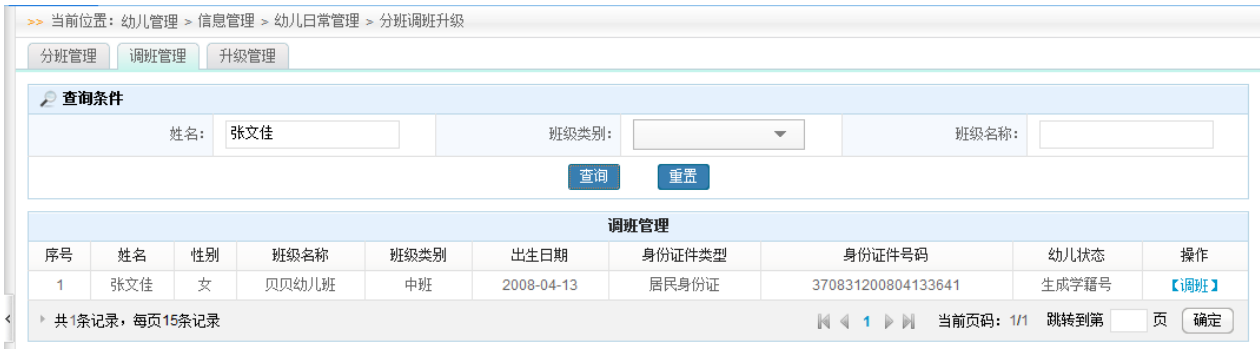 >> 当前位置：幼儿管理 > 信息管理 > 幼儿日常管理 > 分班调班升级
分班管理 调班管理 升级管理
查询条件
姓名： 张文佳 班级类别： 班级名称：
查询 重置
调班管理
序号 姓名 性别 班级名称 班级类别 出生日期 身份证件类型 身份证件号码 幼儿状态 操作
1 张文佳 女 贝贝幼儿班 中班 2008-04-13 居民身份证 370831200804133641 生成学籍号 【调班】
共1条记录，每页15条记录 1 当前页码：1/1 跳转到第 页 确定